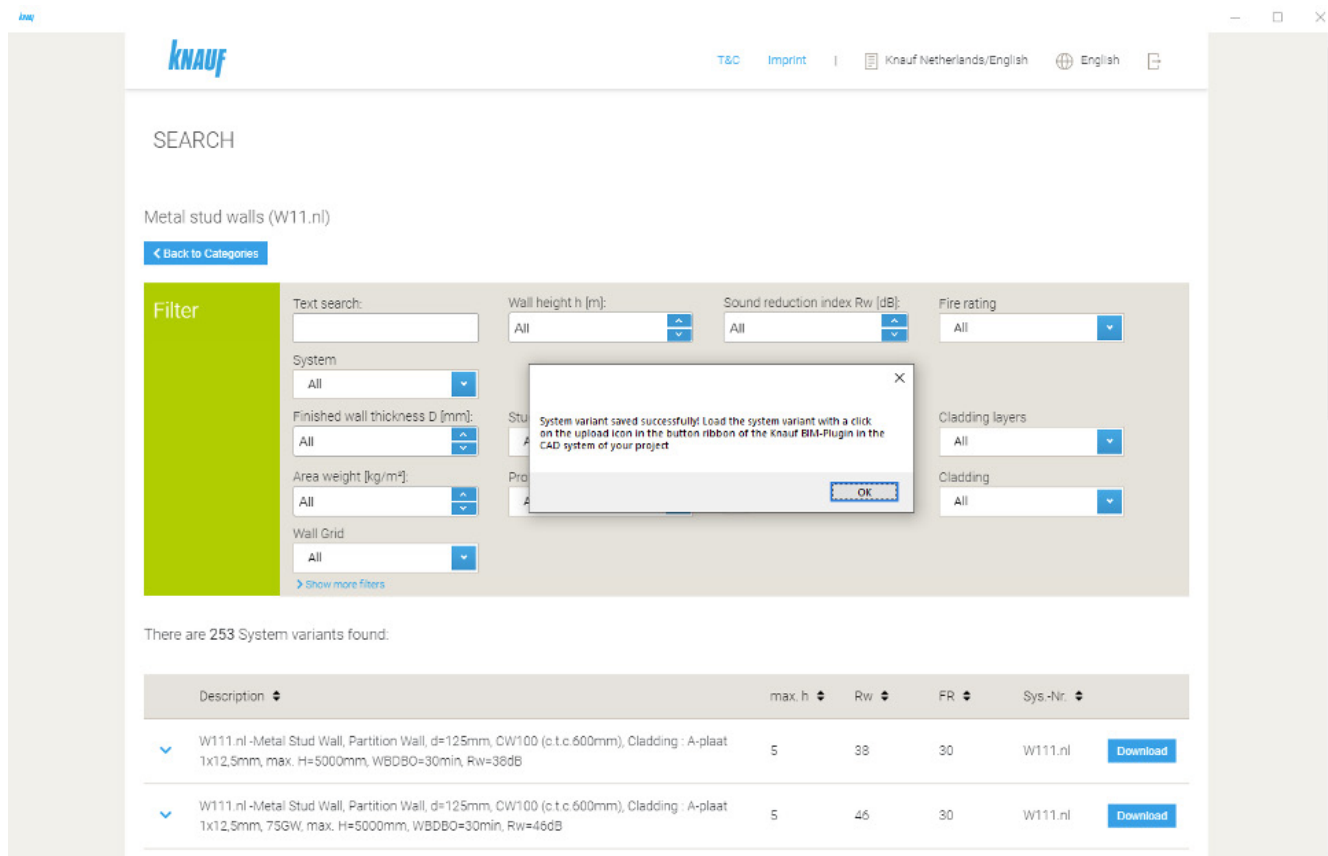 knauf
KNAUF
T&C Imprint | Knauf Netherlands/English English
SEARCH
Metal stud walls (W11.nl)
Back to Categories
Filter
Text search:
Wall height h [m]:
All
Sound reduction index Rw [dB]:
All
Fire rating
All
System
All
Finished wall thickness D [mm]:
All
Stu
Cladding layers
All
Area weight [kg/m²]:
All
Pro
Cladding
All
Wall Grid
All
Show more filters
System variant saved successfully! Load the system variant with a click
on the upload icon in the button ribbon of the Knauf BIM-Plugin in the
CAD system of your project
OK
There are 253 System variants found:
Description max. h Rw FR Sys.-Nr.
W111.nl -Metal Stud Wall, Partition Wall, d=125mm, CW100 (c.t.c.600mm), Cladding : A-plaat
1x12,5mm, max. H=5000mm, WBDBO=30min, Rw=38dB
5 38 30 W111.nl Download
W111.nl -Metal Stud Wall, Partition Wall, d=125mm, CW100 (c.t.c.600mm), Cladding : A-plaat
1x12,5mm, 75GW, max. H=5000mm, WBDBO=30min, Rw=46dB
5 46 30 W111.nl Download